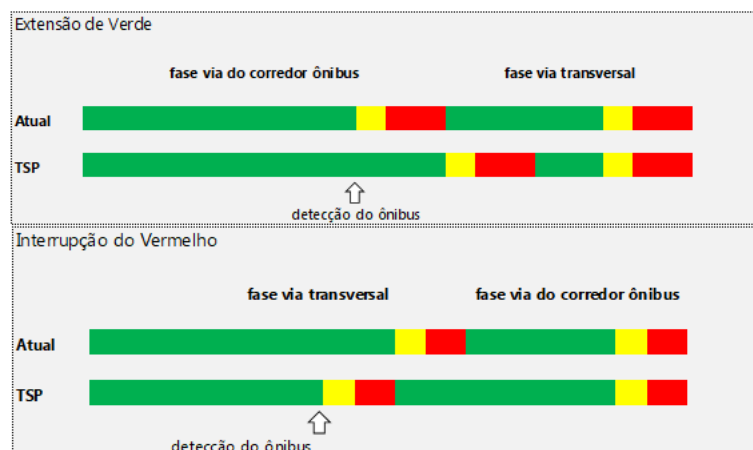 Extensão de Verde
fase via do corredor ônibus fase via transversal
Atual
TSP
detecção do ônibus
Interrupção do Vermelho
fase via transversal fase via do corredor ônibus
Atual
TSP
detecção do ônibus